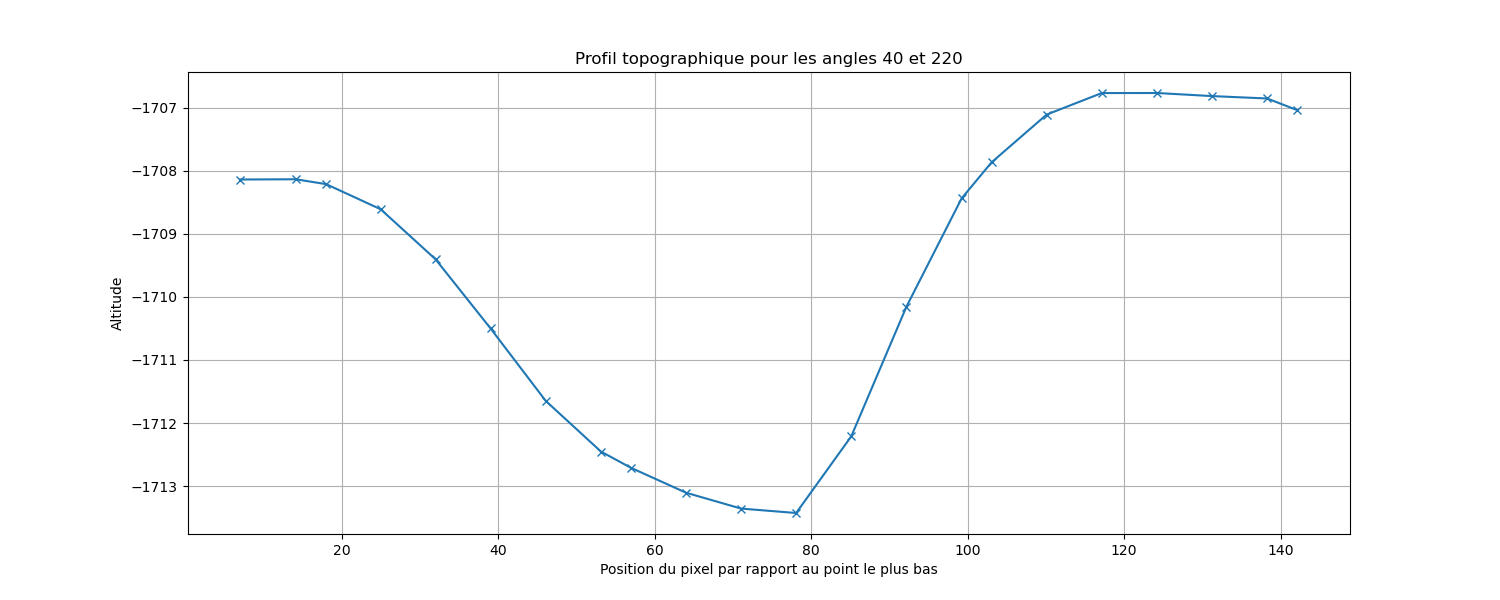 Profil topographique pour les angles 40 et 220
Altitude
−1707
−1708
−1709
−1710
−1711
−1712
−1713
20 40 60 80 100 120 140
Position du pixel par rapport au point le plus bas